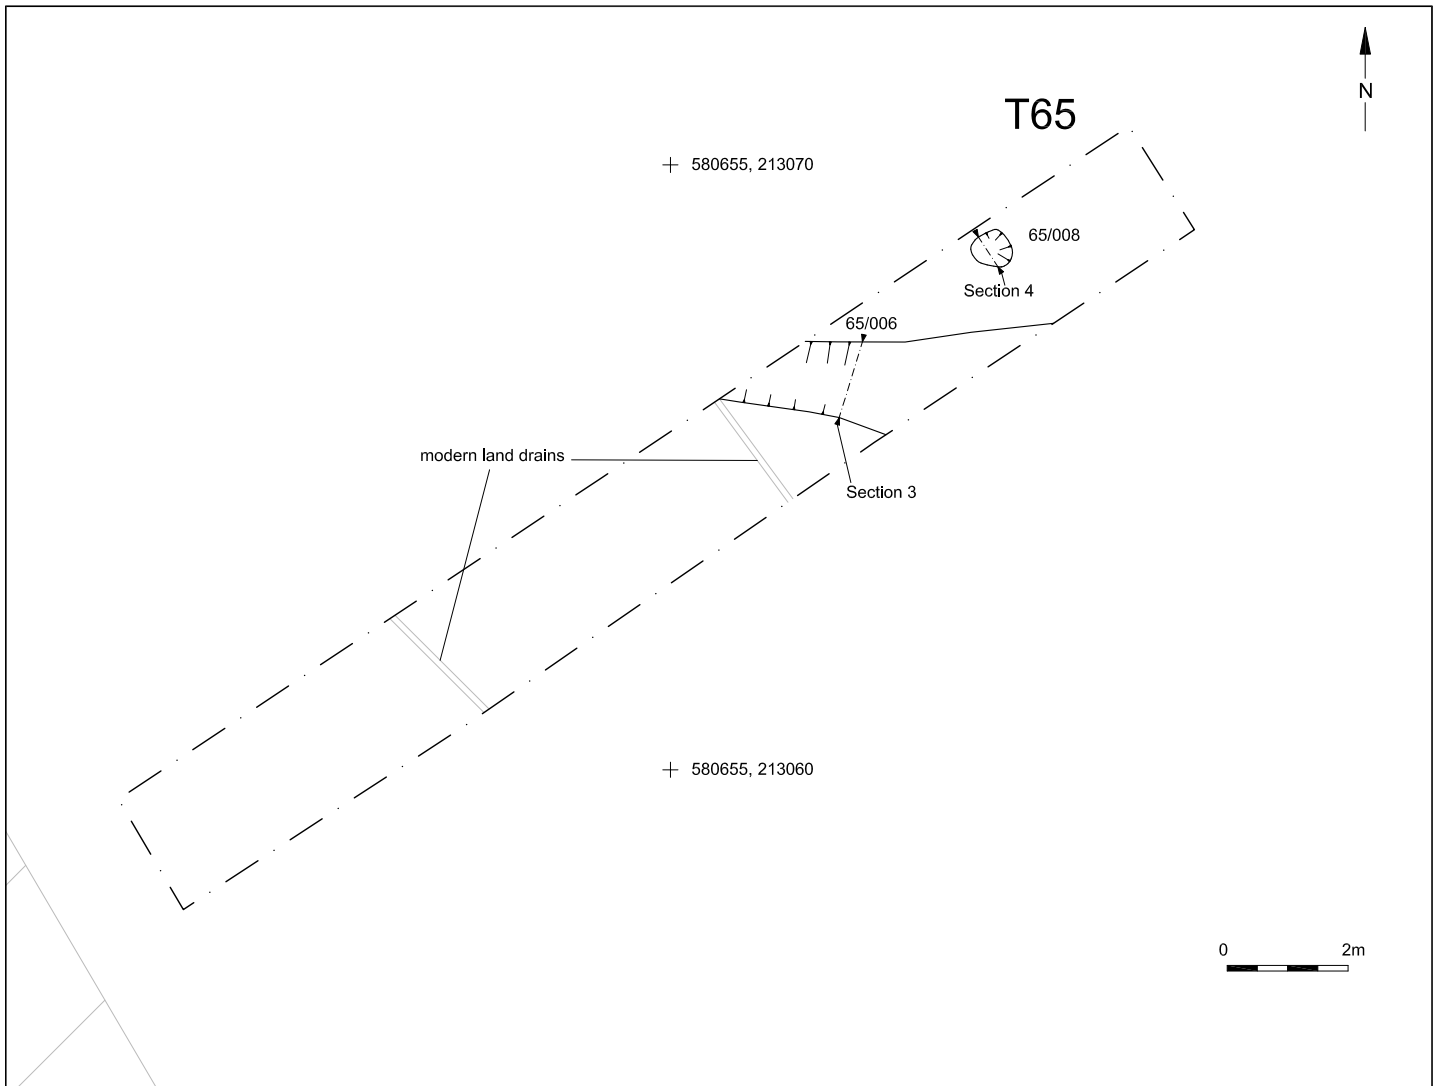 N
T65
580655, 213070
65/008
Section 4
65/006
modern land drains
Section 3
580655, 213060
0 2m